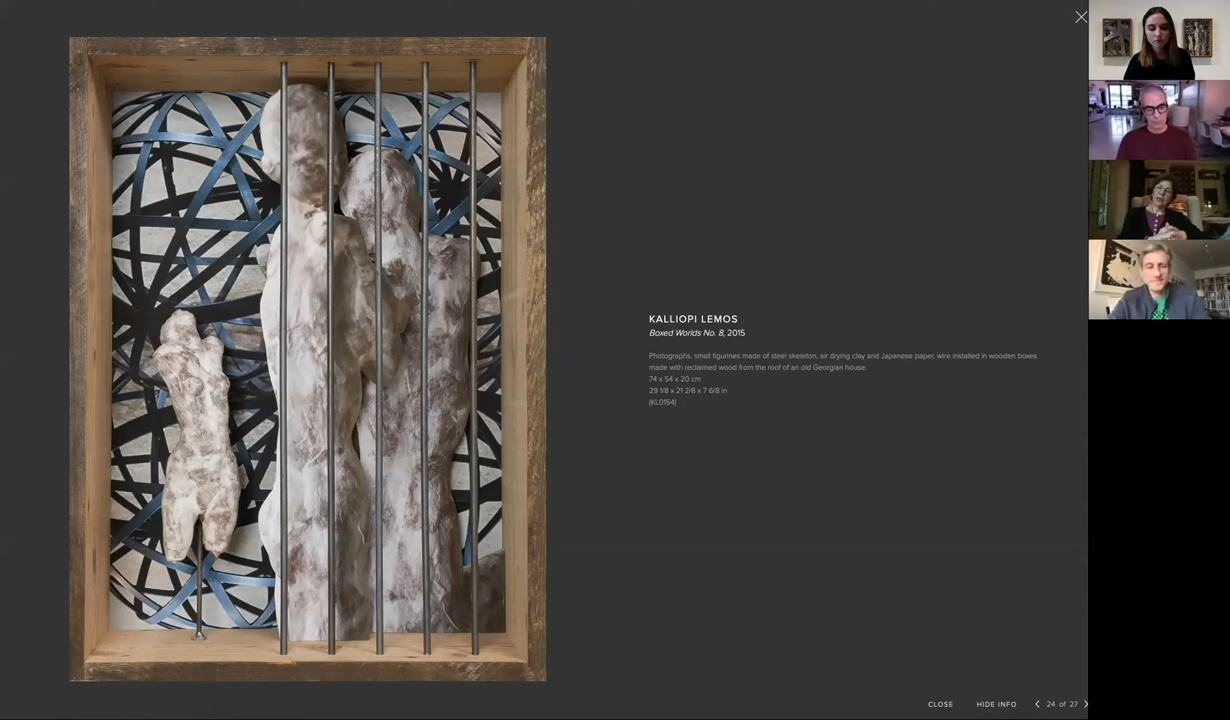 KALLIOPI LEMOS
Boxed Worlds No. 8, 2015
Photographs, small figurines made of steel skeleton, air drying clay and Japanese paper, wire installed in wooden boxes
made with reclaimed wood from the roof of an old Georgian house.
74 x 54 x 20 cm
29 1/8 x 21 2/8 x 7 6/8 in
(KL0154)
CLOSE HIDE INFO 24 of 27